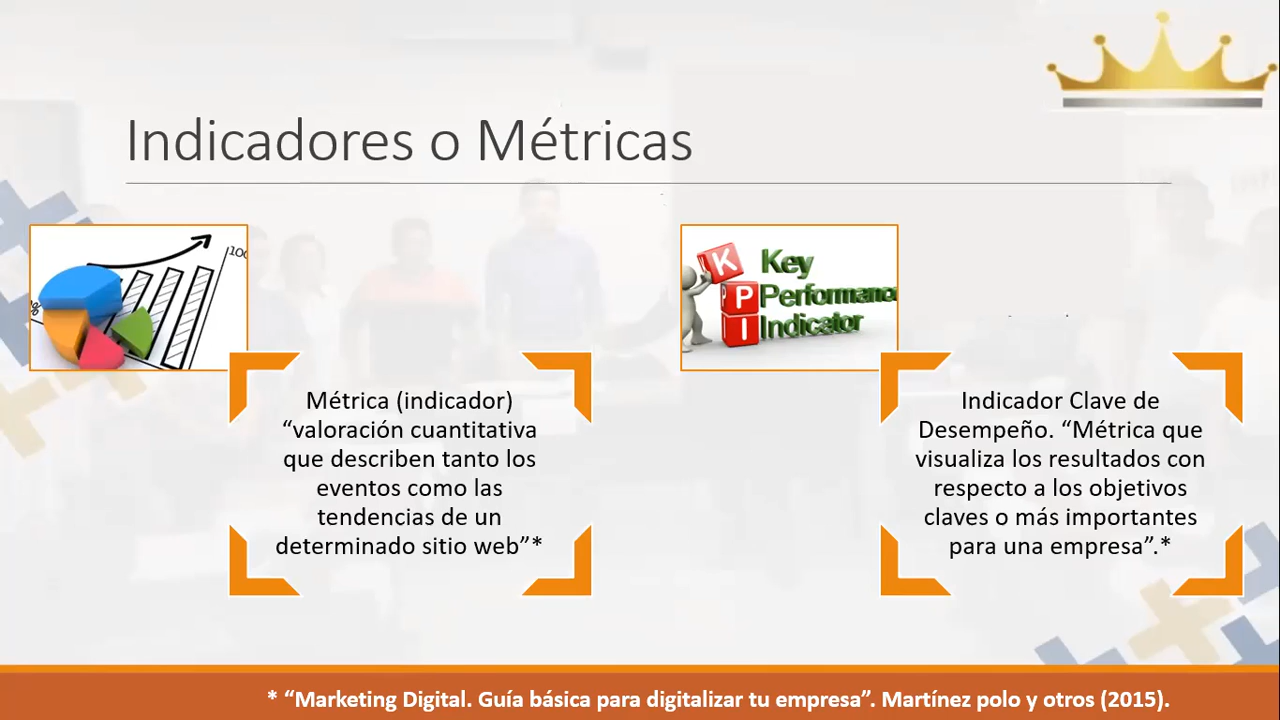 Indicadores o Métricas
100
%
K Key
P Performance
I Indicator
Métrica (indicador)
“valoración cuantitativa
que describen tanto los
eventos como las
tendencias de un
determinado sitio web”*
Indicador Clave de
Desempeño. “Métrica que
visualiza los resultados con
respecto a los objetivos
claves o más importantes
para una empresa”.*
* “Marketing Digital. Guía básica para digitalizar tu empresa”. Martínez polo y otros (2015).